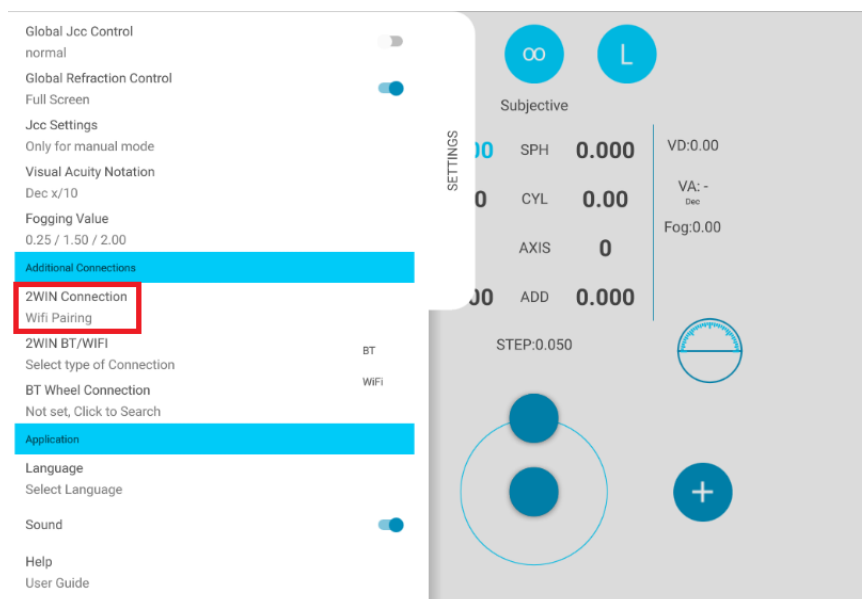 Global Jcc Control
normal
Global Refraction Control
Full Screen
Jcc Settings
Only for manual mode
Visual Acuity Notation
Dec x/10
Fogging Value
0.25 / 1.50 / 2.00
Additional Connections
2WIN Connection
Wifi Pairing
2WIN BT/WIFI
Select type of Connection
BT
WiFi
BT Wheel Connection
Not set, Click to Search
Application
Language
Select Language
Sound
Help
User Guide
SETTINGS
∞ L
Subjective
00 SPH 0.000
0 CYL 0.00
AXIS 0
00 ADD 0.000
VD:0.00
VA: -
Dec
Fog:0.00
STEP:0.050
+